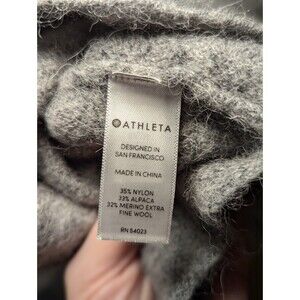 ATHLETA
DESIGNED IN
SAN FRANCISCO
MADE IN CHINA
35% NYLON
33% ALPACA
32% MERINO EXTRA
FINE WOOL
RN 54023